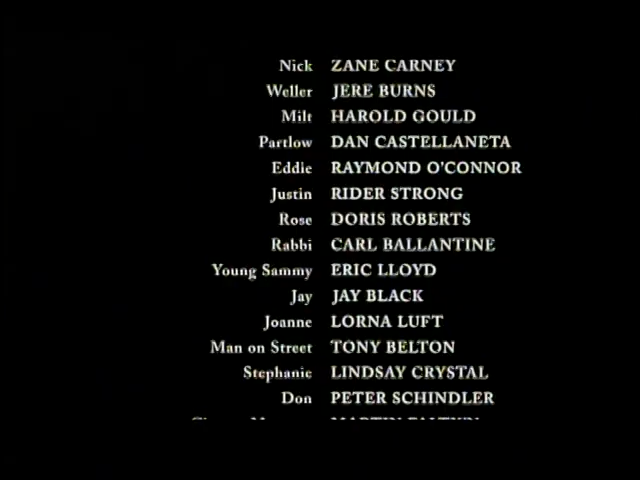 Nick ZANE CARNEY
Weller JERE BURNS
Milt HAROLD GOULD
Partlow DAN CASTELLANETA
Eddie RAYMOND O'CONNOR
Justin RIDER STRONG
Rose DORIS ROBERTS
Rabbi CARL BALLANTINE
Young Sammy ERIC LLOYD
Jay JAY BLACK
Joanne LORNA LUFT
Man on Street TONY BELTON
Stephanie LINDSAY CRYSTAL
Don PETER SCHINDLER